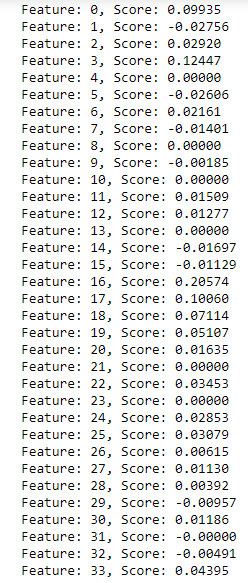 Feature: 0, Score: 0.09935
Feature: 1, Score: -0.02756
Feature: 2, Score: 0.02920
Feature: 3, Score: 0.12447
Feature: 4, Score: 0.00000
Feature: 5, Score: -0.02606
Feature: 6, Score: 0.02161
Feature: 7, Score: -0.01401
Feature: 8, Score: 0.00000
Feature: 9, Score: -0.00185
Feature: 10, Score: 0.00000
Feature: 11, Score: 0.01509
Feature: 12, Score: 0.01277
Feature: 13, Score: 0.00000
Feature: 14, Score: -0.01697
Feature: 15, Score: -0.01129
Feature: 16, Score: 0.20574
Feature: 17, Score: 0.10060
Feature: 18, Score: 0.07114
Feature: 19, Score: 0.05107
Feature: 20, Score: 0.01635
Feature: 21, Score: 0.00000
Feature: 22, Score: 0.03453
Feature: 23, Score: 0.00000
Feature: 24, Score: 0.02853
Feature: 25, Score: 0.03079
Feature: 26, Score: 0.00615
Feature: 27, Score: 0.01130
Feature: 28, Score: 0.00392
Feature: 29, Score: -0.00957
Feature: 30, Score: 0.01186
Feature: 31, Score: -0.00000
Feature: 32, Score: -0.00491
Feature: 33, Score: 0.04395